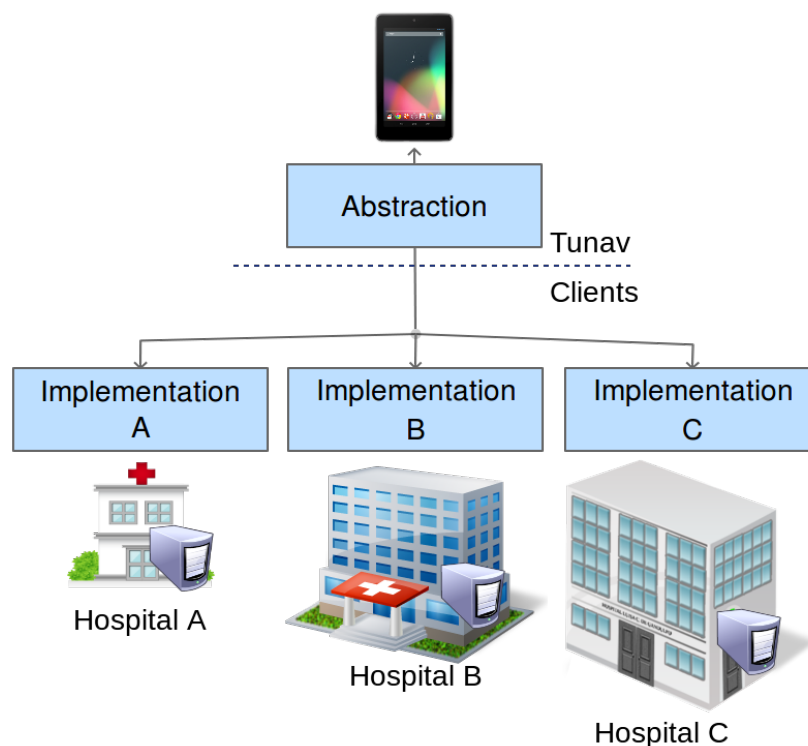 Abstraction
Tunav
Clients
Implementation
A
Implementation
B
Implementation
C
Hospital A
Hospital B
Hospital C